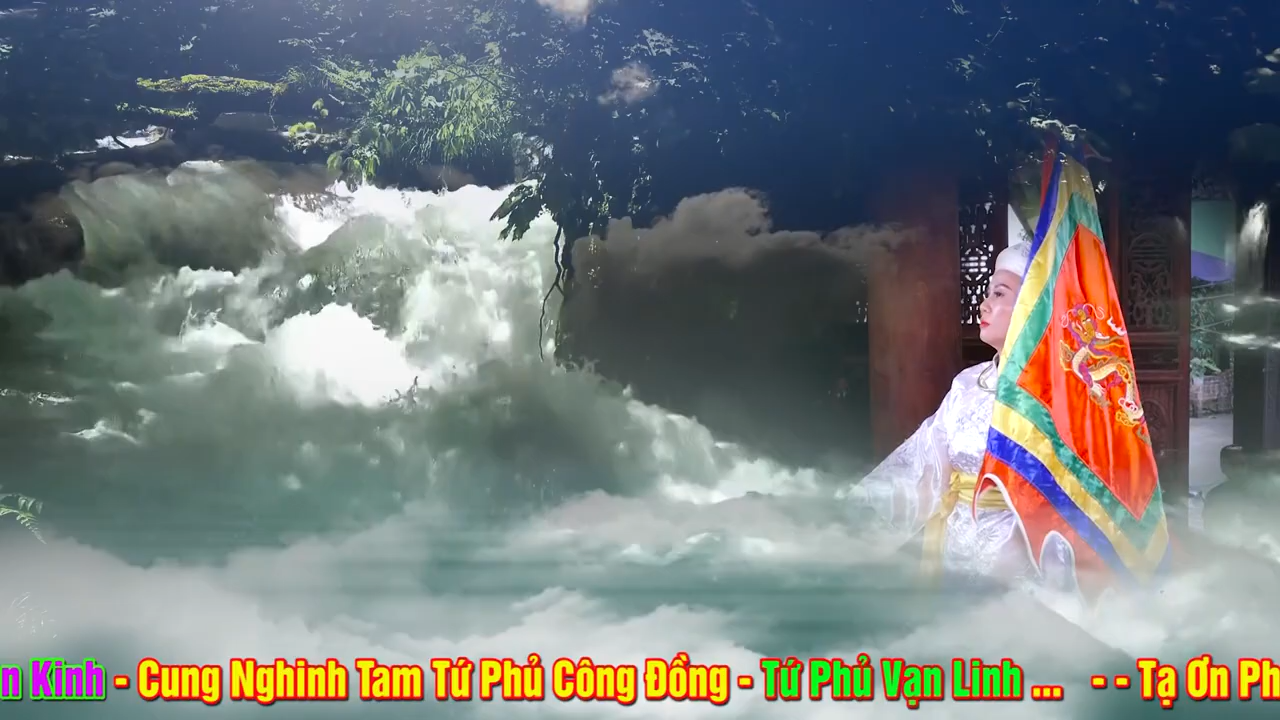 n Kinh - Cung Nghinh Tam Tứ Phủ Công Đồng - Tứ Phủ Vạn Linh ... - - Tạ Ơn Ph